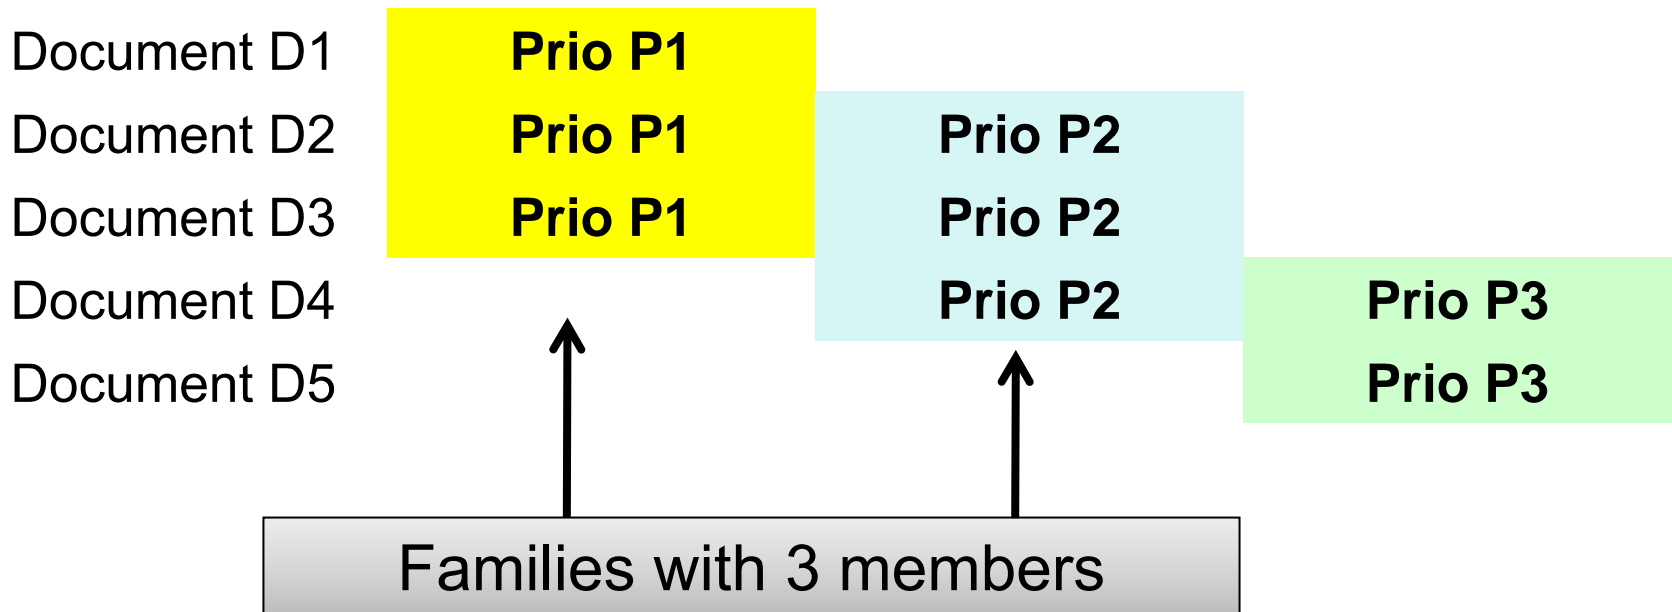 Document D1 Prio P1
Document D2 Prio P1 Prio P2
Document D3 Prio P1 Prio P2
Document D4 Prio P2 Prio P3
Document D5 Prio P3
Families with 3 members